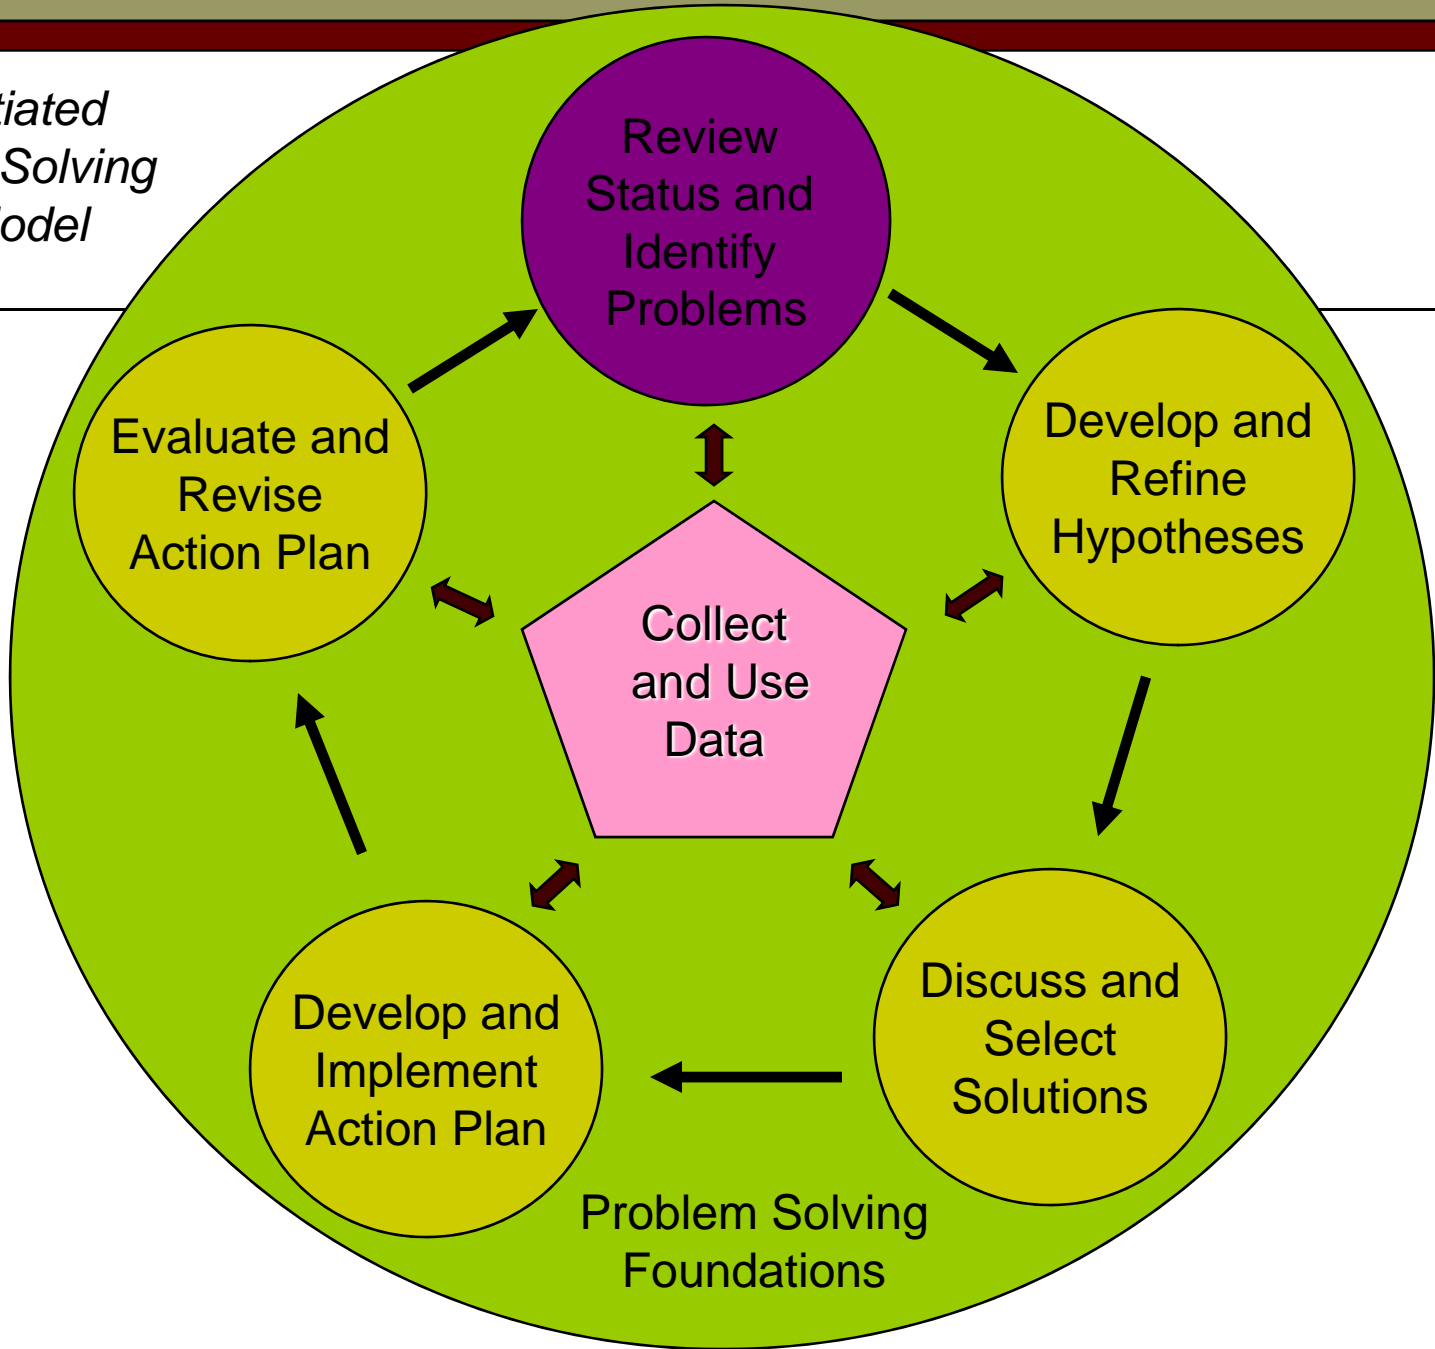 tiated
Solving
odel
Review
Status and
Identify
Problems
Develop and
Refine
Hypotheses
Discuss and
Select
Solutions
Develop and
Implement
Action Plan
Evaluate and
Revise
Action Plan
Collect
and Use
Data
Problem Solving
Foundations